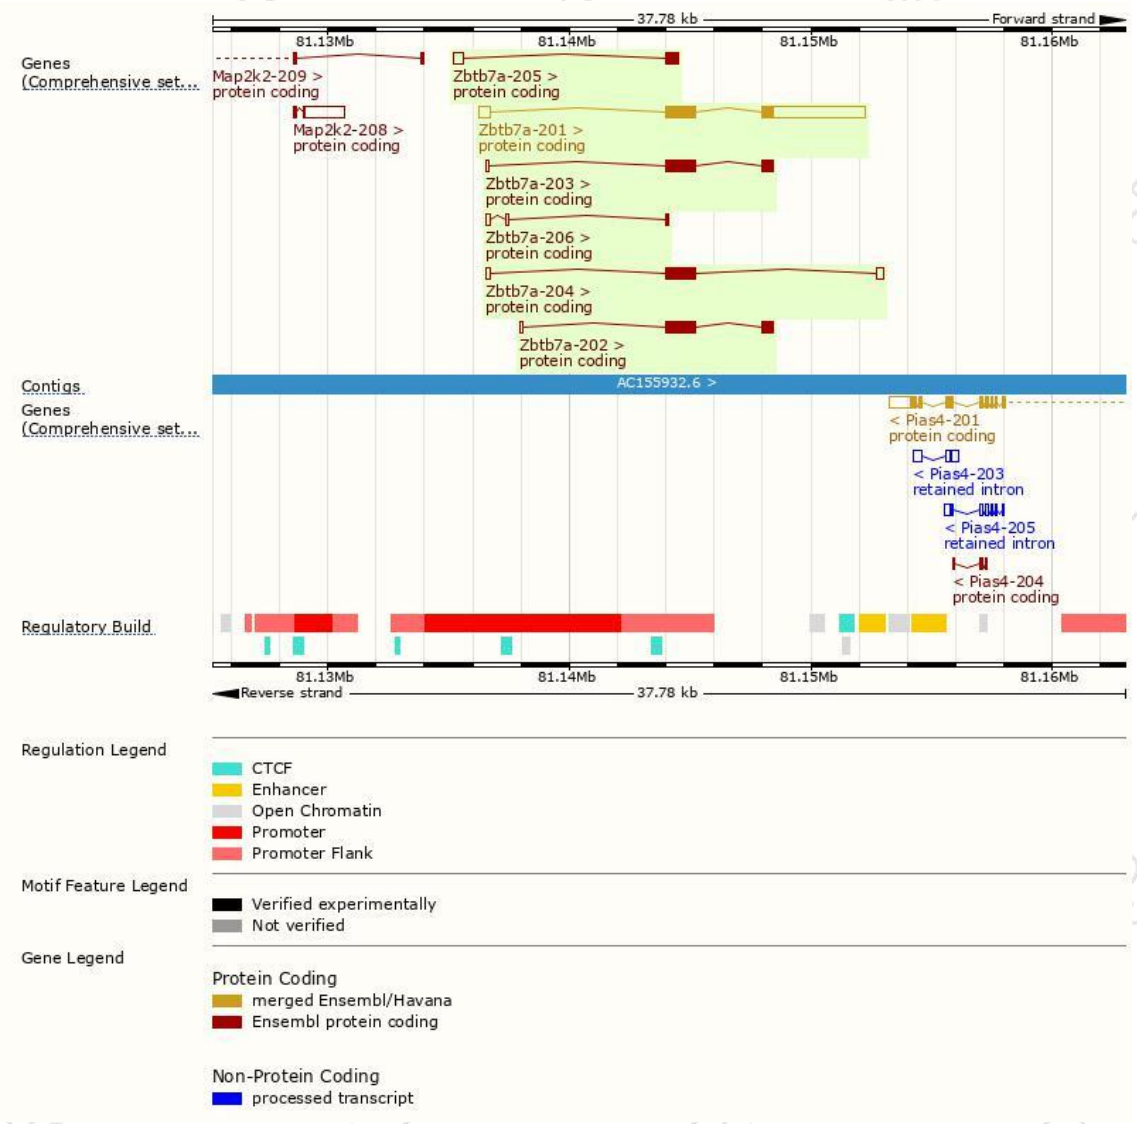 37.78 kb Forward strand
81.13Mb 81.14Mb 81.15Mb 81.16Mb
Genes
(Comprehensive set...
Map2k2-209 >
protein coding
Zbtb7a-205 >
protein coding
Map2k2-208 >
protein coding
Zbtb7a-201 >
protein coding
Zbtb7a-203 >
protein coding
Zbtb7a-206 >
protein coding
Zbtb7a-204 >
protein coding
Zbtb7a-202 >
protein coding
Contigs
AC155932.6 >
Genes
(Comprehensive set...
< Pias4-201
protein coding
< Pias4-203
retained intron
< Pias4-205
retained intron
< Pias4-204
protein coding
Regulatory Build
81.13Mb 81.14Mb 81.15Mb 81.16Mb
Reverse strand 37.78 kb
Regulation Legend
CTCF
Enhancer
Open Chromatin
Promoter
Promoter Flank
Motif Feature Legend
Verified experimentally
Not verified
Gene Legend
Protein Coding
merged Ensembl/Havana
Ensembl protein coding
Non-Protein Coding
processed transcript